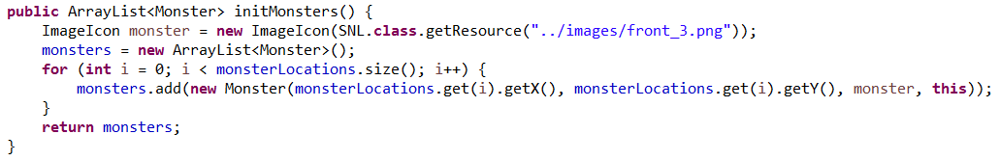 public ArrayList<Monster> initMonsters() {
    ImageIcon monster = new ImageIcon(SNL.class.getResource("../images/front_3.png"));
    monsters = new ArrayList<Monster>();
    for (int i = 0; i < monsterLocations.size(); i++) {
        monsters.add(new Monster(monsterLocations.get(i).getX(), monsterLocations.get(i).getY(), monster, this));
    }
    return monsters;
}